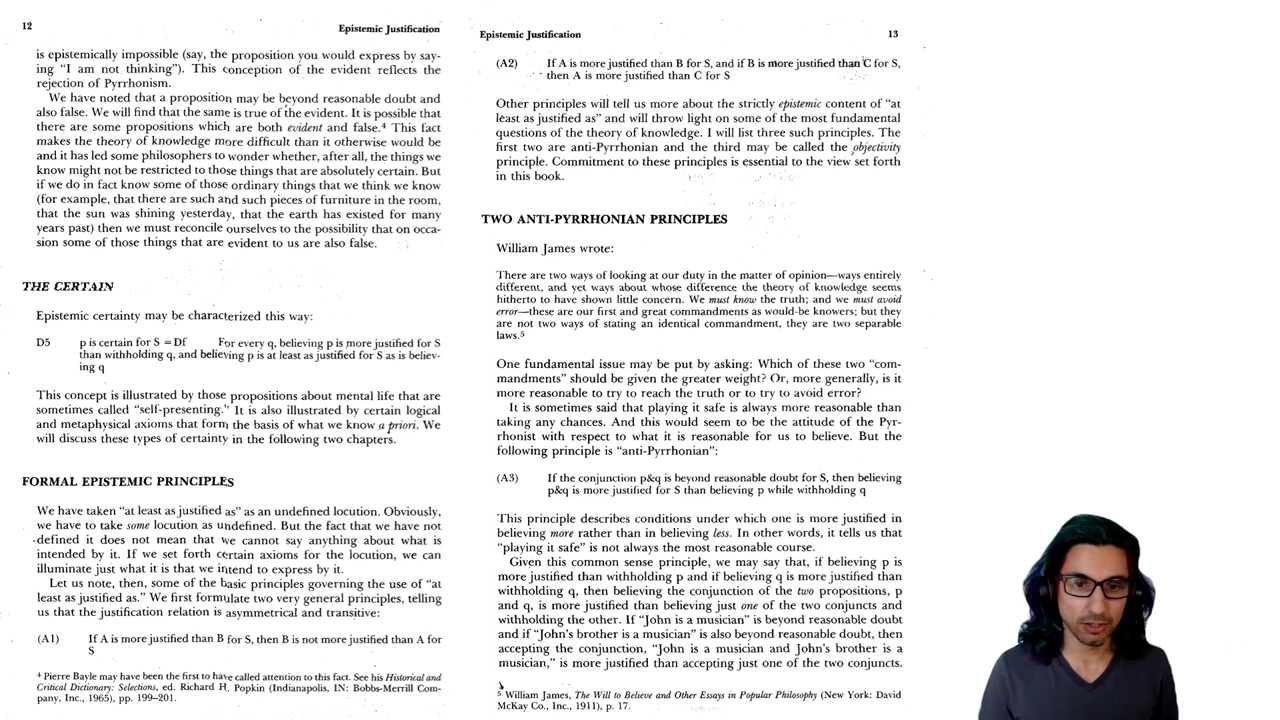 12
Epistemic Justification
is epistemically impossible (say, the proposition you would express by say-
ing “I am not thinking”). This conception of the evident reflects the
rejection of Pyrrhonism.
We have noted that a proposition may be beyond reasonable doubt and
also false. We will find that the same is true of the evident. It is possible that
there are some propositions which are both evident and false.⁴ This fact
makes the theory of knowledge more difficult than it otherwise would be
and it has led some philosophers to wonder whether, after all, the things we
know might not be restricted to those things that are absolutely certain. But
if we do in fact know some of those ordinary things that we think we know
(for example, that there are such and such pieces of furniture in the room,
that the sun was shining yesterday, that the earth has existed for many
years past) then we must reconcile ourselves to the possibility that on occa-
sion some of those things that are evident to us are also false.
THE CERTAIN
Epistemic certainty may be characterized this way:
D5 p is certain for S =Df For every q, believing p is more justified for S
than withholding q, and believing p is at least as justified for S as is believ-
ing q
This concept is illustrated by those propositions about mental life that are
sometimes called “self-presenting.” It is also illustrated by certain logical
and metaphysical axioms that form the basis of what we know a priori. We
will discuss these types of certainty in the following two chapters.
FORMAL EPISTEMIC PRINCIPLES
We have taken “at least as justified as” as an undefined locution. Obviously,
we have to take some locution as undefined. But the fact that we have not
defined it does not mean that we cannot say anything about what is
intended by it. If we set forth certain axioms for the locution, we can
illuminate just what it is that we intend to express by it.
Let us note, then, some of the basic principles governing the use of “at
least as justified as.” We first formulate two very general principles, telling
us that the justification relation is asymmetrical and transitive:
(A1) If A is more justified than B for S, then B is not more justified than A for
S
⁴ Pierre Bayle may have been the first to have called attention to this fact. See his Historical and
Critical Dictionary: Selections, ed. Richard H. Popkin (Indianapolis, IN: Bobbs-Merrill Com-
pany, Inc., 1965), pp. 199–201.
Epistemic Justification
13
(A2) If A is more justified than B for S, and if B is more justified than C for S,
then A is more justified than C for S
Other principles will tell us more about the strictly epistemic content of “at
least as justified as” and will throw light on some of the most fundamental
questions of the theory of knowledge. I will list three such principles. The
first two are anti-Pyrrhonian and the third may be called the objectivity
principle. Commitment to these principles is essential to the view set forth
in this book.
TWO ANTI-PYRRHONIAN PRINCIPLES
William James wrote:
There are two ways of looking at our duty in the matter of opinion—ways entirely
different, and yet ways about whose difference the theory of knowledge seems
hitherto to have shown little concern. We must know the truth; and we must avoid
error—these are our first and great commandments as would-be knowers; but they
are not two ways of stating an identical commandment, they are two separable
laws.⁵
One fundamental issue may be put by asking: Which of these two “com-
mandments” should be given the greater weight? Or, more generally, is it
more reasonable to try to reach the truth or to try to avoid error?
It is sometimes said that playing it safe is always more reasonable than
taking any chances. And this would seem to be the attitude of the Pyr-
rhonist with respect to what it is reasonable for us to believe. But the
following principle is “anti-Pyrrhonian”:
(A3) If the conjunction p&q is beyond reasonable doubt for S, then believing
p&q is more justified for S than believing p while withholding q
This principle describes conditions under which one is more justified in
believing more rather than in believing less. In other words, it tells us that
“playing it safe” is not always the most reasonable course.
Given this common sense principle, we may say that, if believing p is
more justified than withholding p and if believing q is more justified than
withholding q, then believing the conjunction of the two propositions, p
and q, is more justified than believing just one of the two conjuncts and
withholding the other. If “John is a musician” is beyond reasonable doubt
and if “John’s brother is a musician” is also beyond reasonable doubt, then
accepting the conjunction, “John is a musician and John’s brother is a
musician,” is more justified than accepting just one of the two conjuncts.
⁵ William James, The Will to Believe and Other Essays in Popular Philosophy (New York: David
McKay Co., Inc., 1911), p. 17.